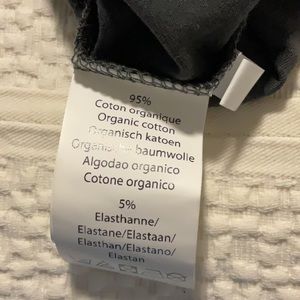 95%
Coton organique
Organic cotton
Organisch katoen
baumwolle
Algodao organico
Cotone organico
5%
Elasthanne/
Elastane/Elastaan/
Elasthan/Elastano/
Elastan